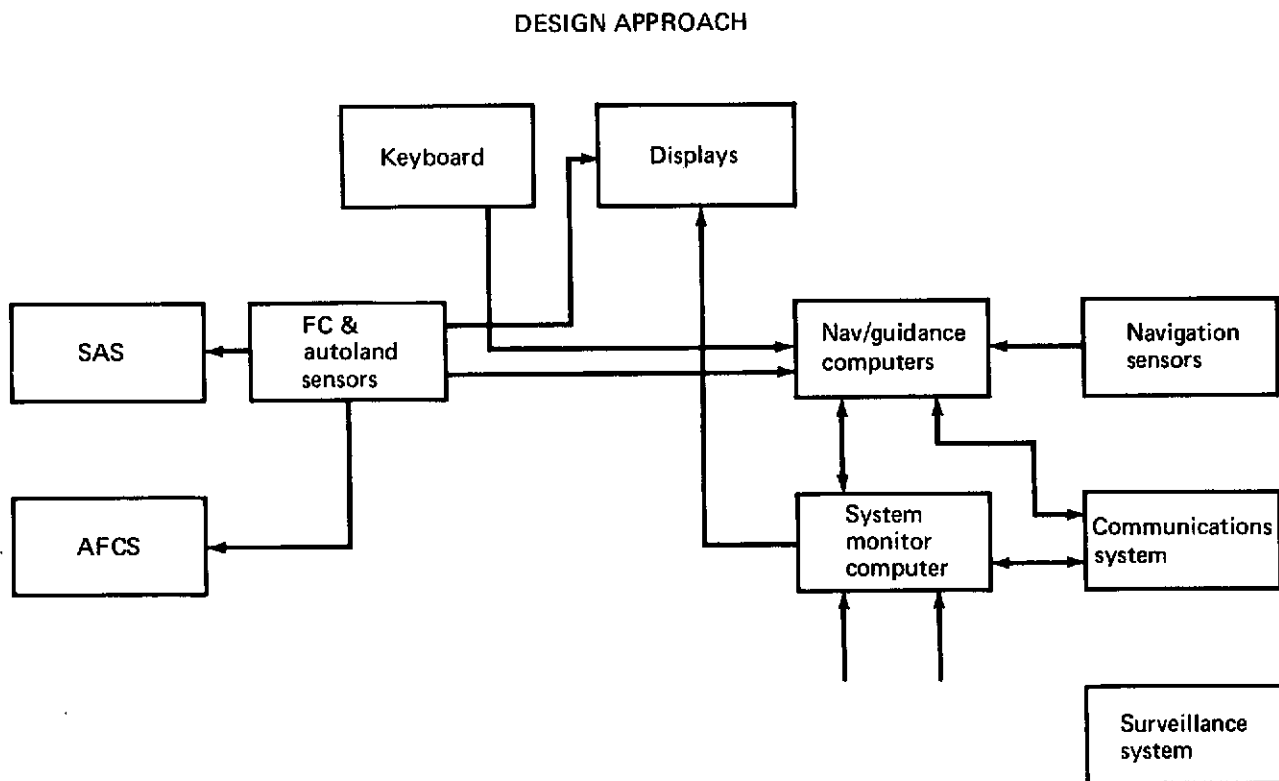 DESIGN APPROACH
Keyboard
Displays
SAS
FC &
autoland
sensors
Nav/guidance
computers
Navigation
sensors
AFCS
System
monitor
computer
Communications
system
Surveillance
system